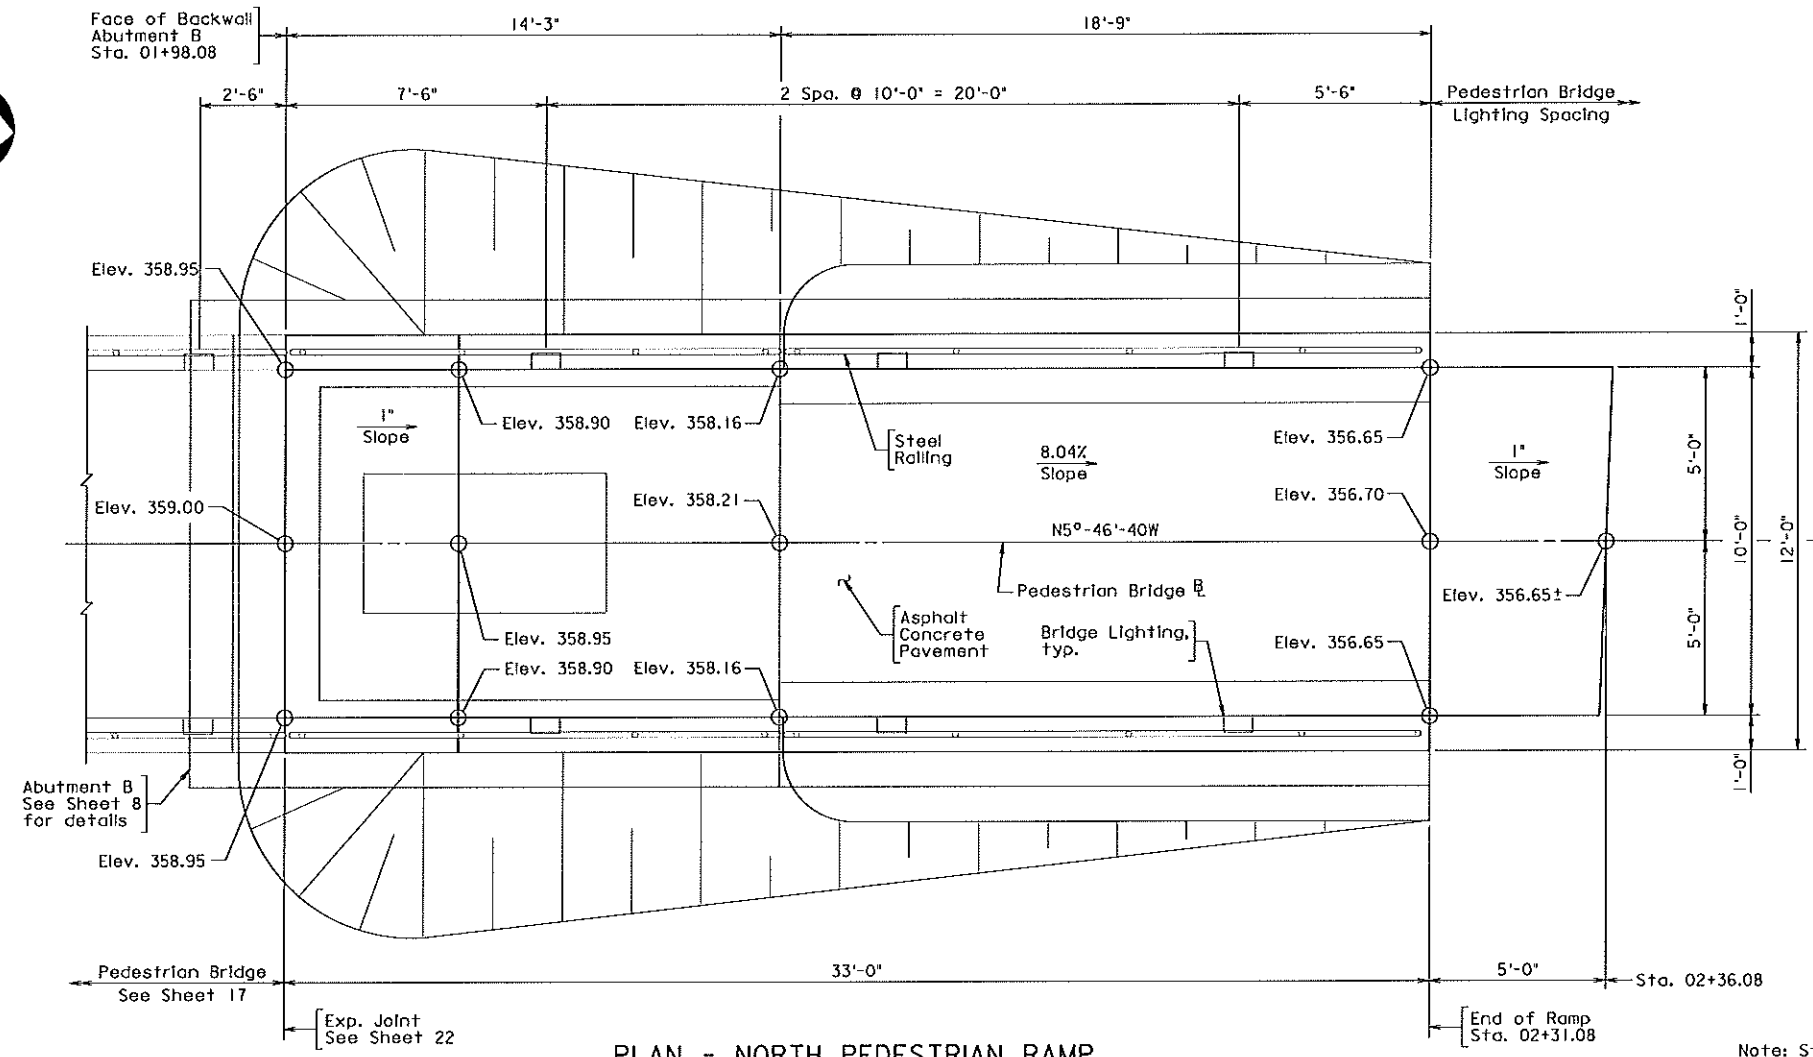 Face of Backwall
Abutment B
Sta. 01+98.08
14'-3"
18'-9"
2'-6"
7'-6"
2 Spa. @ 10'-0" = 20'-0"
5'-6"
Pedestrian Bridge
Lighting Spacing
Elev. 358.95
1'-0"
1"
Slope
Elev. 358.90
Elev. 358.16
Steel
Railing
8.04%
Slope
Elev. 356.65
1"
Slope
5'-0"
Elev. 359.00
Elev. 358.21
Elev. 356.70
N5°-46'-40W
10'-0"
12'-0"
Pedestrian Bridge ⅊
Elev. 356.65±
Elev. 358.95
Asphalt
Concrete
Pavement
Bridge Lighting,
typ.
Elev. 356.65
5'-0"
Elev. 358.90
Elev. 358.16
1'-0"
Abutment B
See Sheet 8
for details
Elev. 358.95
Pedestrian Bridge
See Sheet 17
33'-0"
5'-0"
Sta. 02+36.08
Exp. Joint
See Sheet 22
End of Ramp
Sta. 02+31.08
PLAN - NORTH PEDESTRIAN RAMP
Note: S